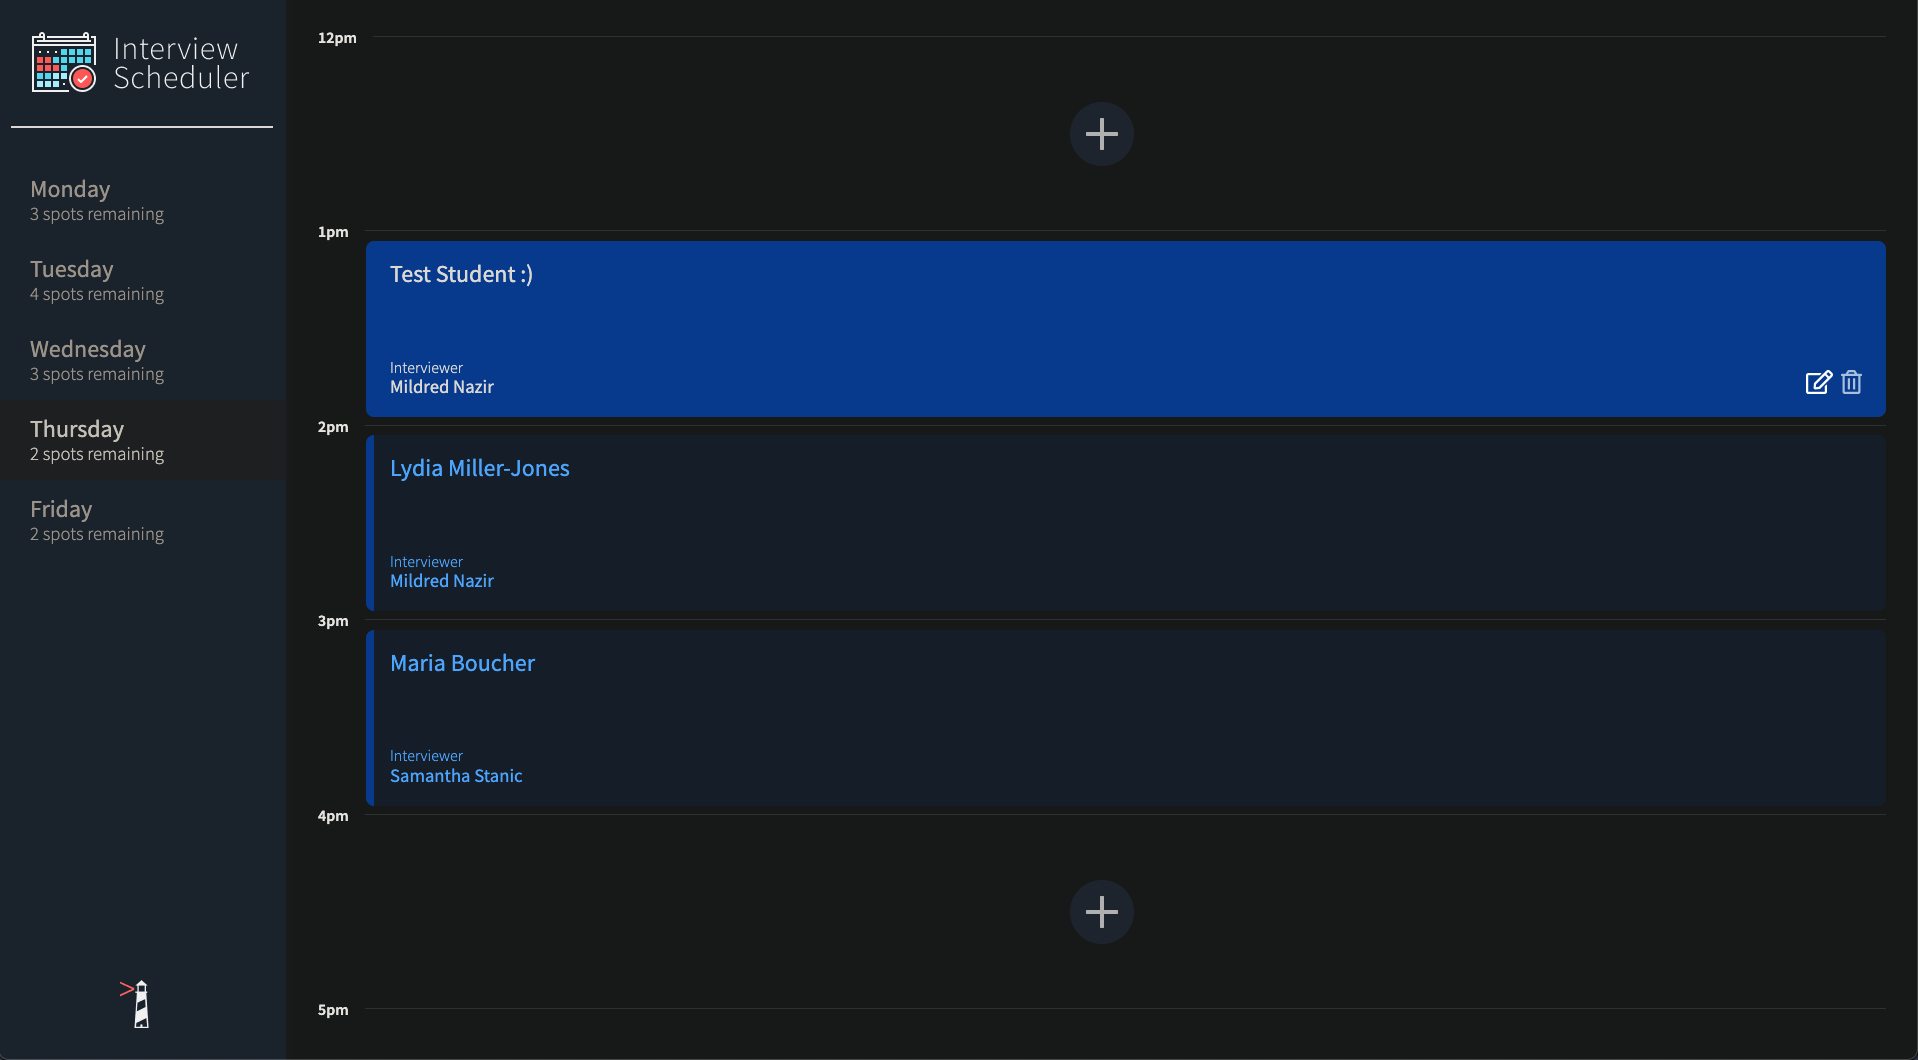 Interview
Scheduler
Monday
3 spots remaining
Tuesday
4 spots remaining
Wednesday
3 spots remaining
Thursday
2 spots remaining
Friday
2 spots remaining
12pm
1pm
Test Student :)
Interviewer
Mildred Nazir
2pm
Lydia Miller-Jones
Interviewer
Mildred Nazir
3pm
Maria Boucher
Interviewer
Samantha Stanic
4pm
5pm